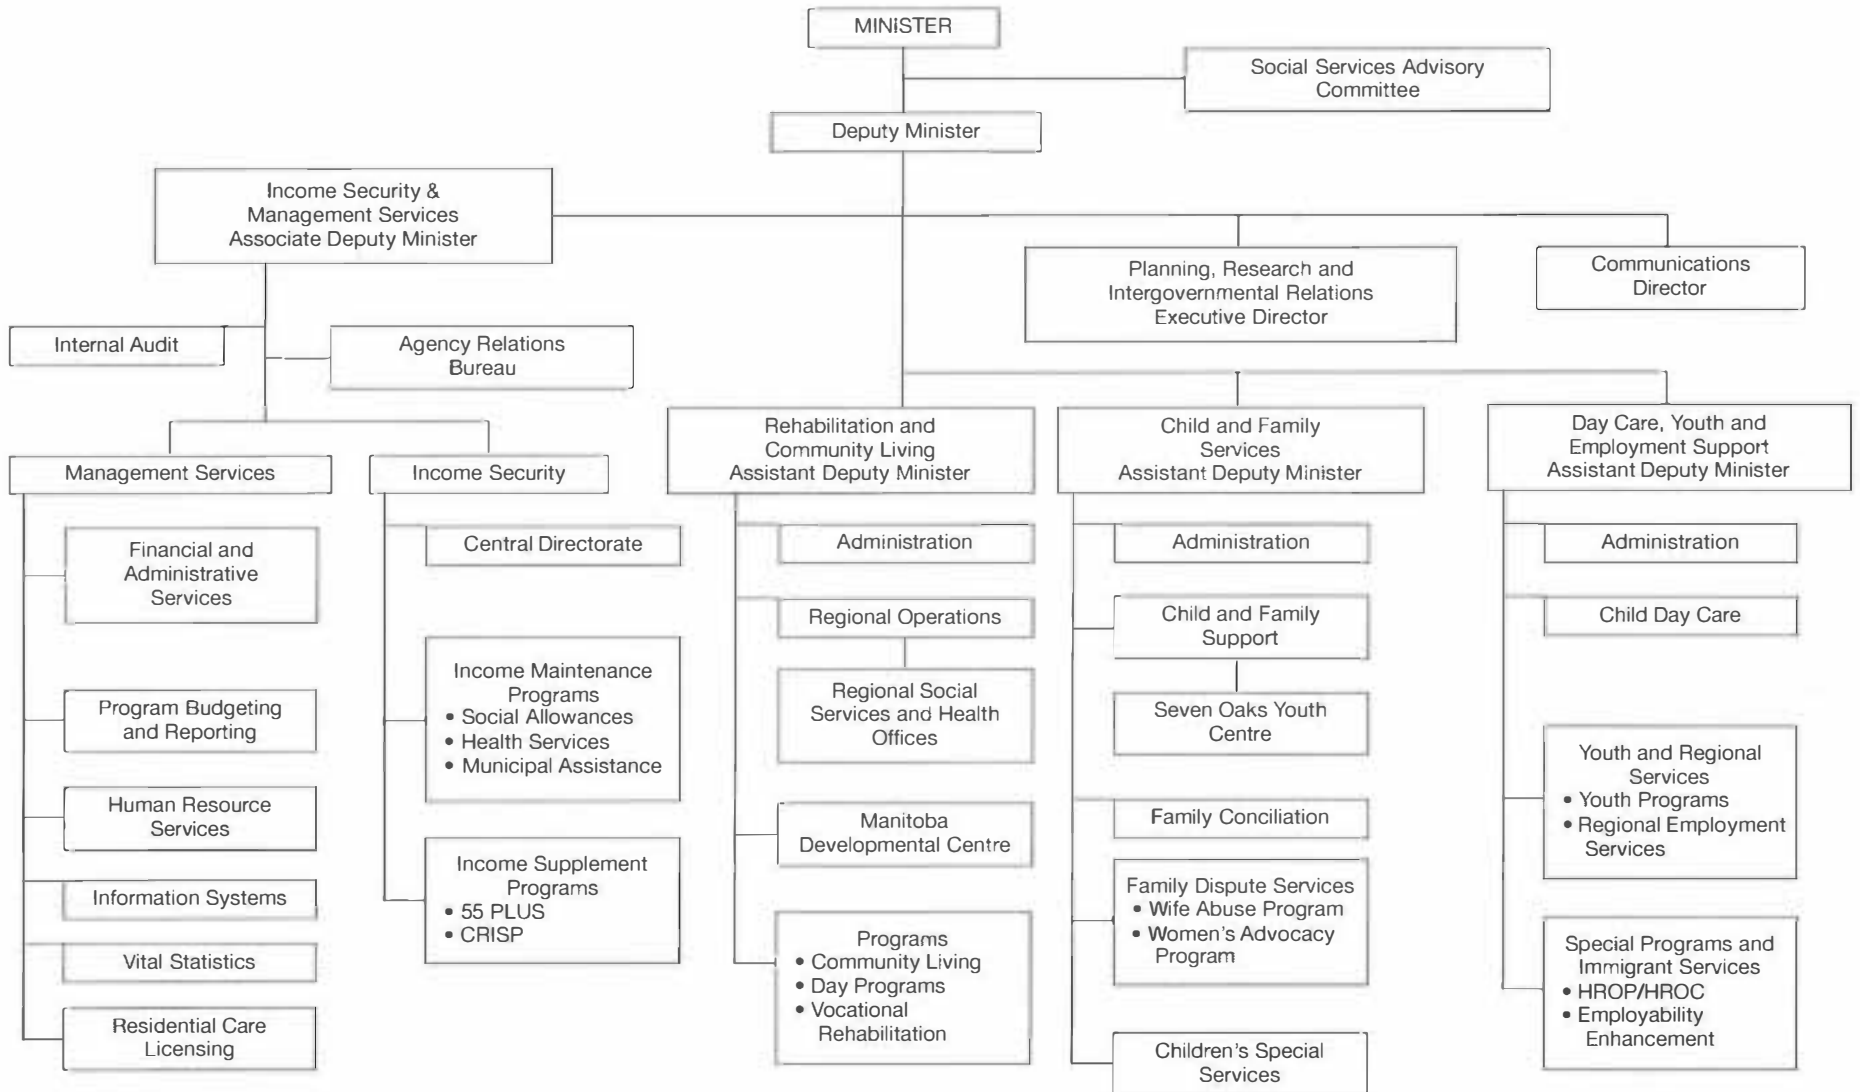 MINISTER
Social Services Advisory
Committee
Deputy Minister
Income Security &
Management Services
Associate Deputy Minister
Planning, Research and
Intergovernmental Relations
Executive Director
Communications
Director
Internal Audit
Agency Relations
Bureau
Management Services
Financial and
Administrative
Services
Program Budgeting
and Reporting
Human Resource
Services
Information Systems
Vital Statistics
Residential Care
Licensing
Income Security
Central Directorate
Income Maintenance
Programs
• Social Allowances
• Health Services
• Municipal Assistance
Income Supplement
Programs
• 55 PLUS
• CRISP
Rehabilitation and
Community Living
Assistant Deputy Minister
Administration
Regional Operations
Regional Social
Services and Health
Offices
Manitoba
Developmental Centre
Programs
• Community Living
• Day Programs
• Vocational
Rehabilitation
Child and Family
Services
Assistant Deputy Minister
Administration
Child and Family
Support
Seven Oaks Youth
Centre
Family Conciliation
Family Dispute Services
• Wife Abuse Program
• Women's Advocacy
Program
Children's Special
Services
Day Care, Youth and
Employment Support
Assistant Deputy Minister
Administration
Child Day Care
Youth and Regional
Services
• Youth Programs
• Regional Employment
Services
Special Programs and
Immigrant Services
• HROP/HROC
• Employability
Enhancement